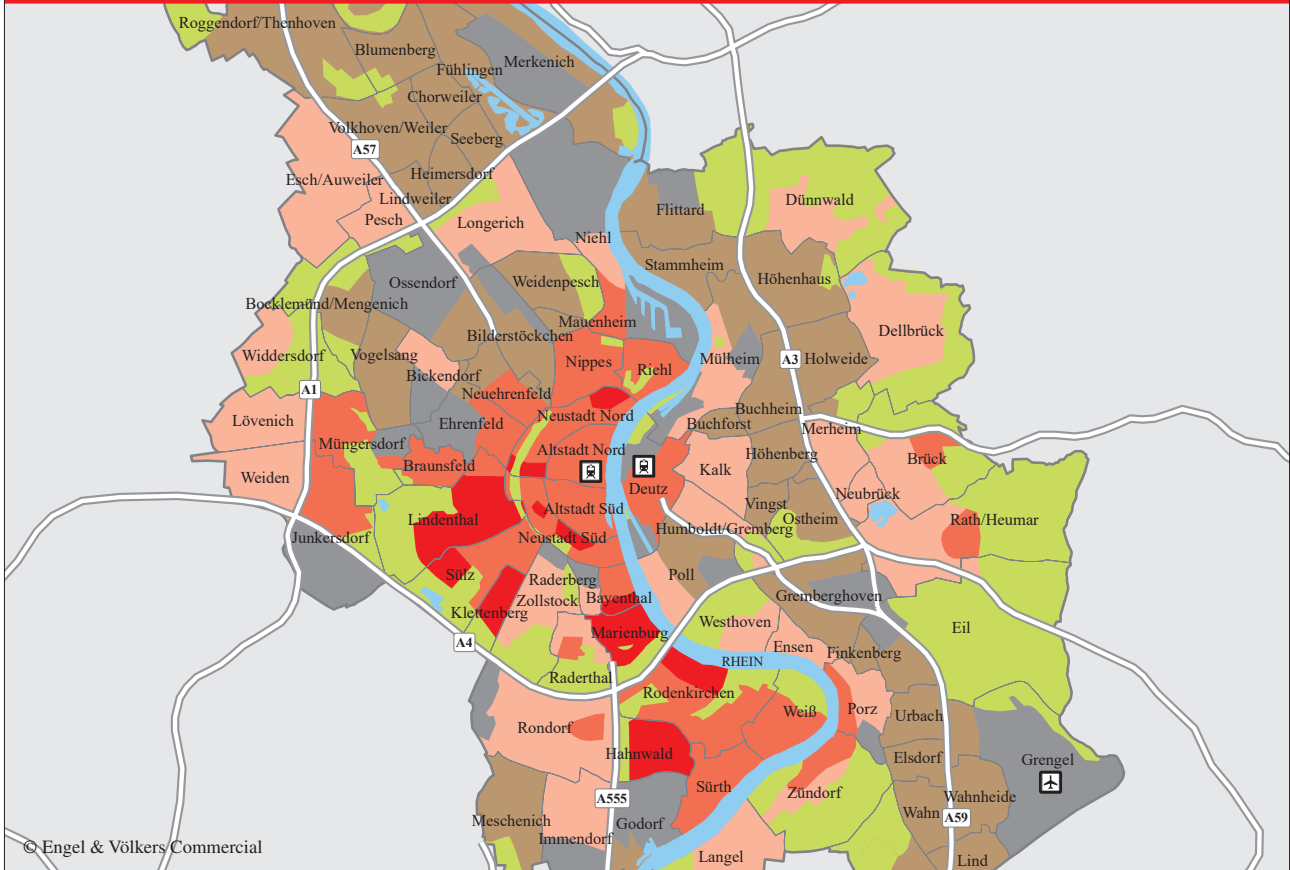 Roggendorf/Thenhoven
Blumenberg
Merkenich
Fühlingen
Chorweiler
Volkhoven/Weiler
Seeberg
A57
Heimersdorf
Esch/Auweiler
Lindweiler
Pesch
Longerich
Flittard
Dünnwald
Niehl
Stammheim
Ossendorf
Weidenpesch
Höhenhaus
Bocklemünd/Mengenich
Mauenheim
Dellbrück
Bilderstöckchen
Widdersdorf
Vogelsang
Nippes
Mülheim
A3
Holweide
Bickendorf
Riehl
A1
Neuehrenfeld
Neustadt Nord
Buchheim
Lövenich
Ehrenfeld
Buchforst
Merheim
Müngersdorf
Altstadt Nord
Höhenberg
Brück
Braunsfeld
Kalk
Weiden
Deutz
Neubrück
Altstadt Süd
Vingst
Lindenthal
Ostheim
Rath/Heumar
Junkersdorf
Neustadt Süd
Humboldt/Gremberg
Sülz
Raderberg
Poll
Zollstock
Bayenthal
Gremberghoven
Klettenberg
Westhoven
Eil
A4
Marienburg
Ensen
Finkenberg
RHEIN
Raderthal
Rodenkirchen
Weiß
Porz
Urbach
Rondorf
Hahnwald
Elsdorf
Grengel
Sürth
Zündorf
Wahnheide
A555
Wahn
A59
Meschenich
Godorf
Immendorf
Langel
Lind
© Engel & Völkers Commercial